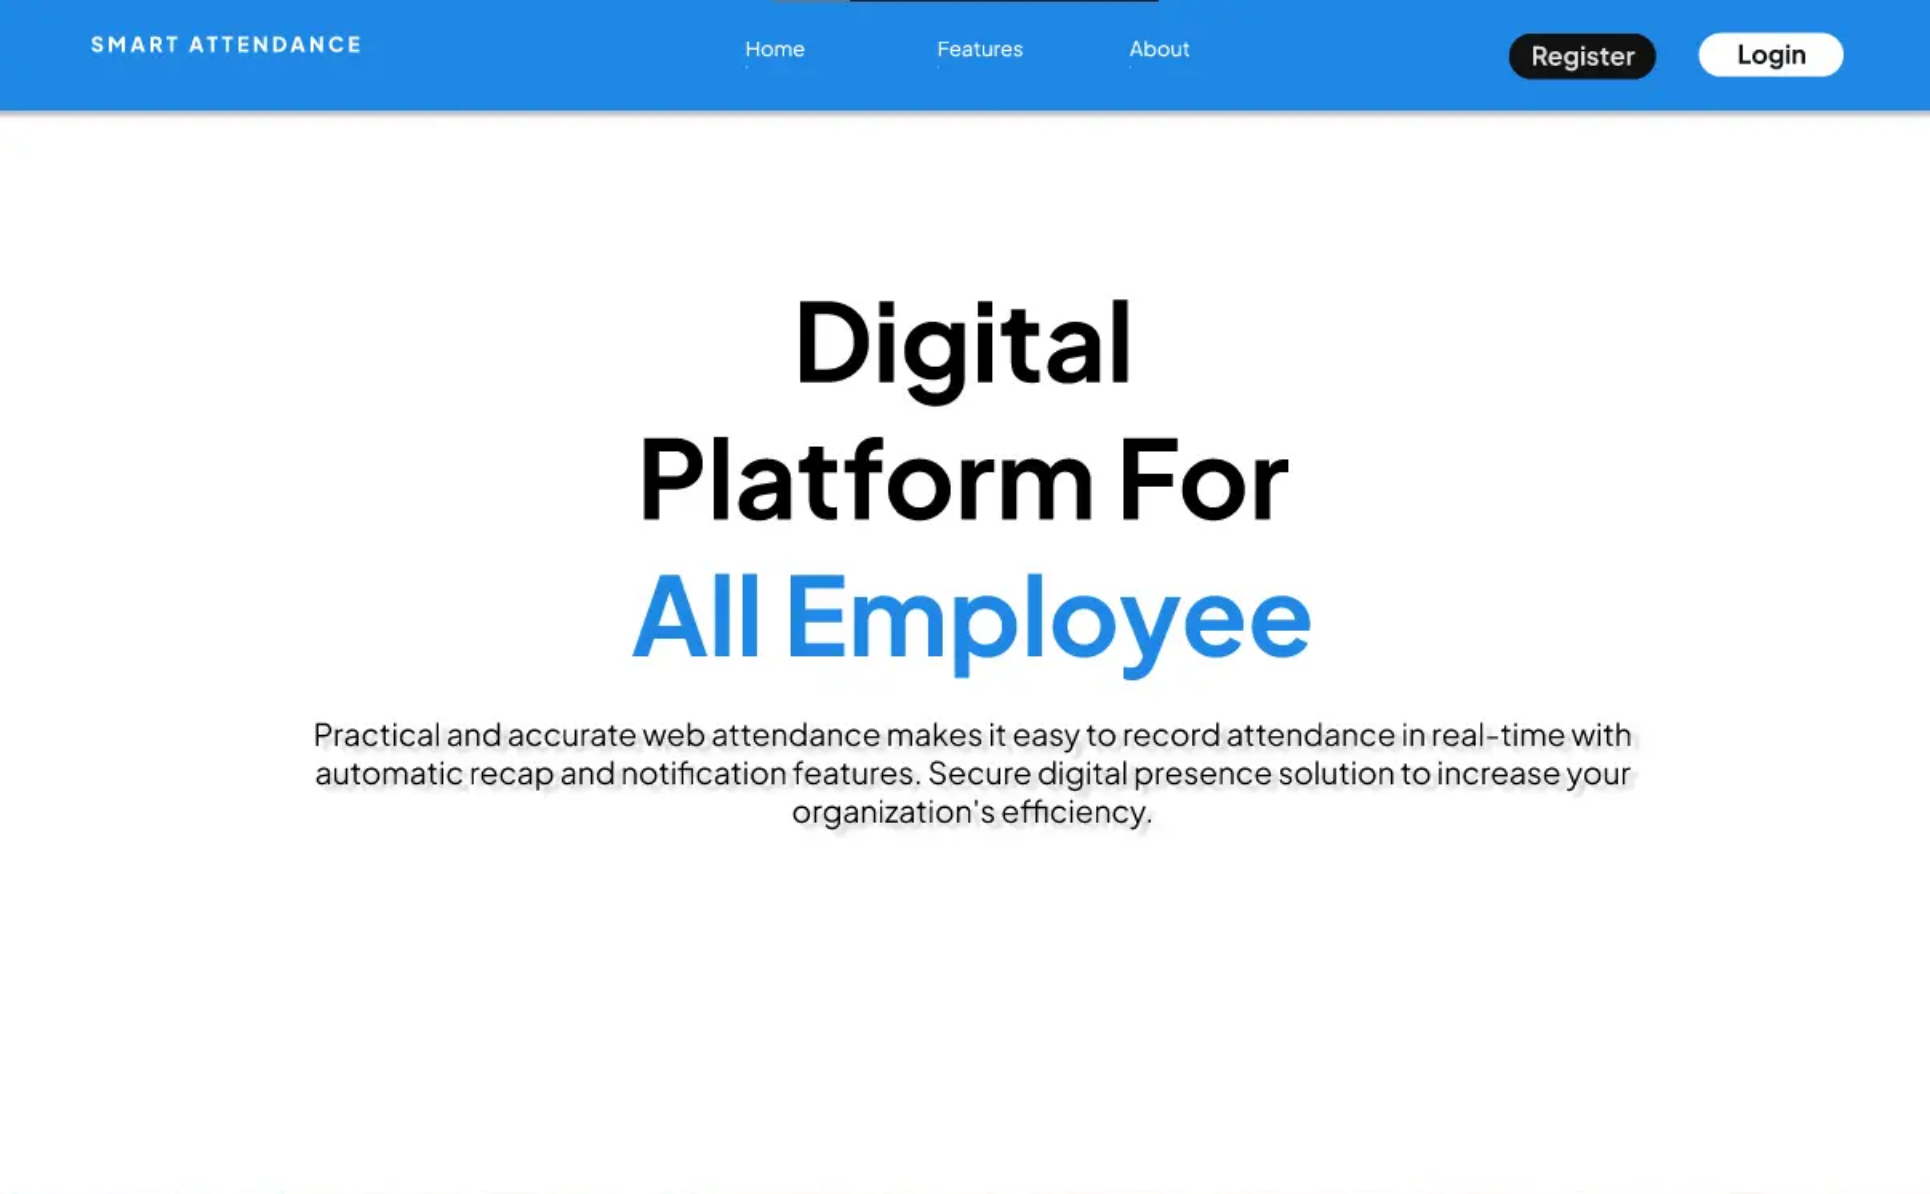 SMART ATTENDANCE
Home
Features
About
Register
Login
Digital
Platform For
All Employee
Practical and accurate web attendance makes it easy to record attendance in real-time with
automatic recap and notification features. Secure digital presence solution to increase your
organization's efficiency.